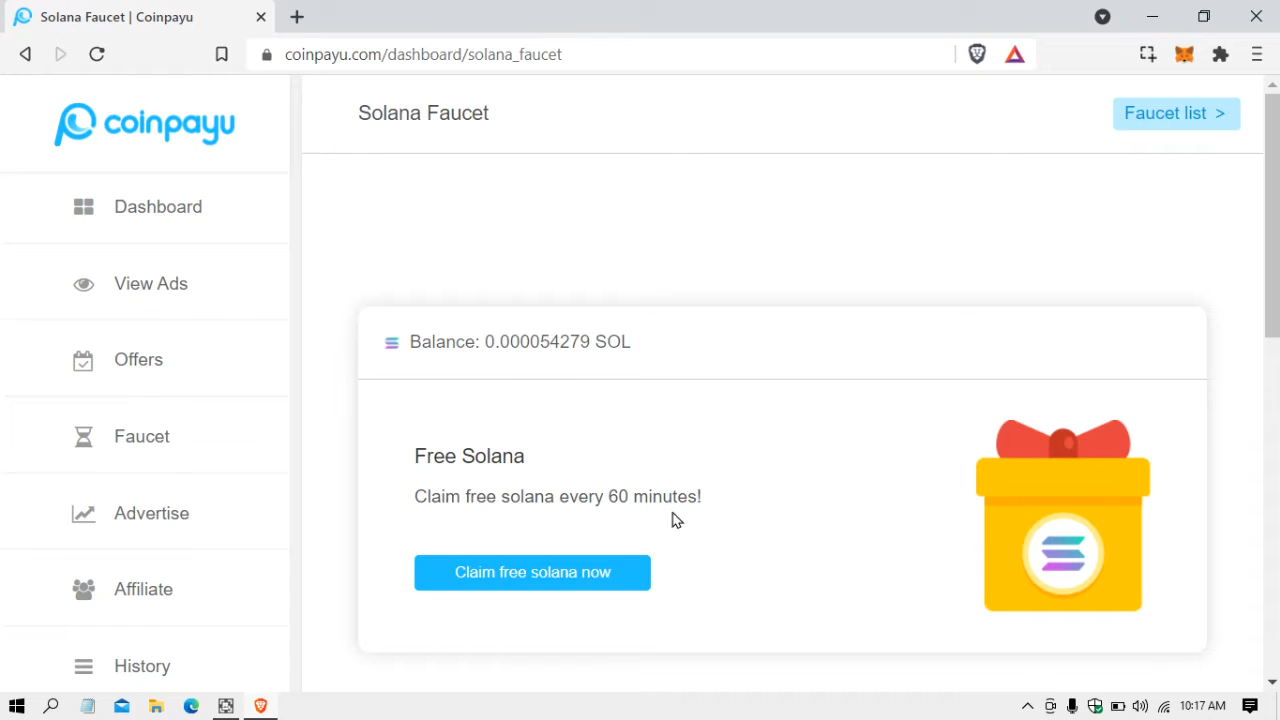 Solana Faucet | Coinpayu
coinpayu.com/dashboard/solana_faucet
coinpayu
Dashboard
View Ads
Offers
Faucet
Advertise
Affiliate
History
Solana Faucet
Faucet list >
Balance: 0.000054279 SOL
Free Solana
Claim free solana every 60 minutes!
Claim free solana now
10:17 AM